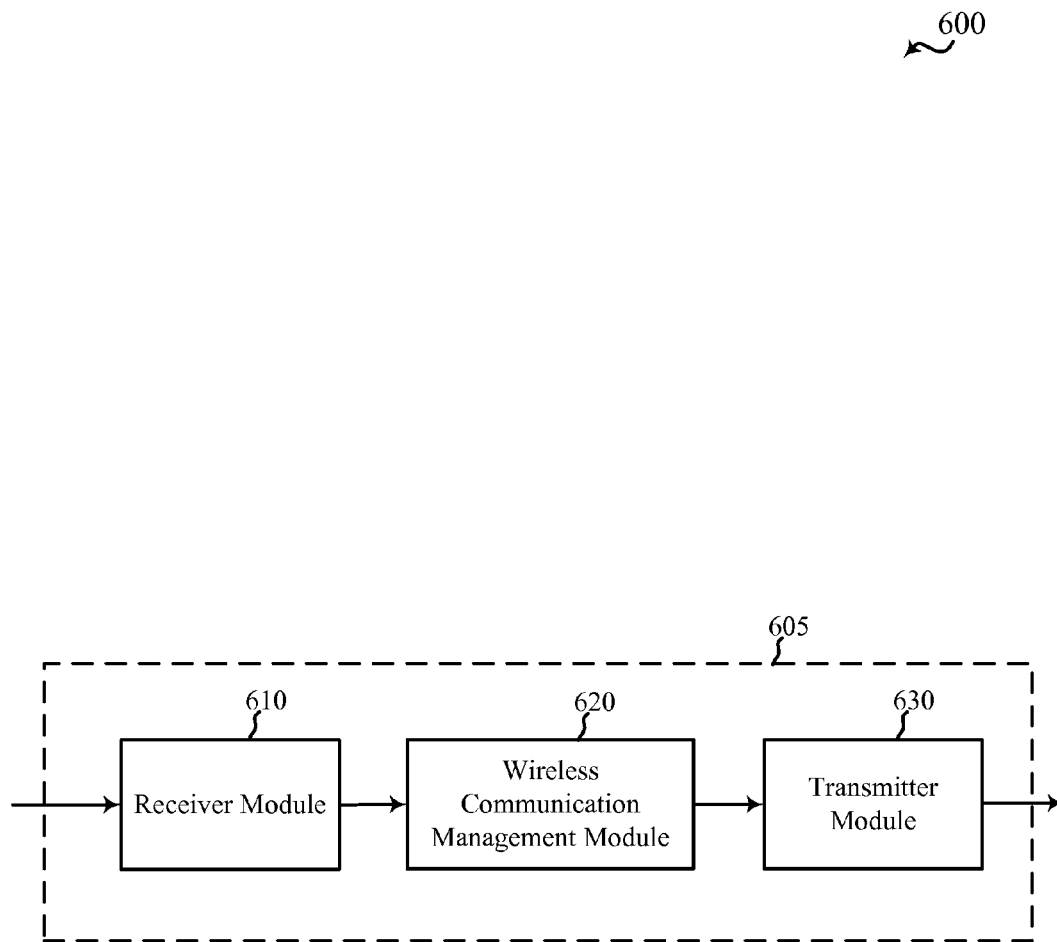 600
605
610
620
630
Receiver Module
Wireless
Communication
Management Module
Transmitter
Module